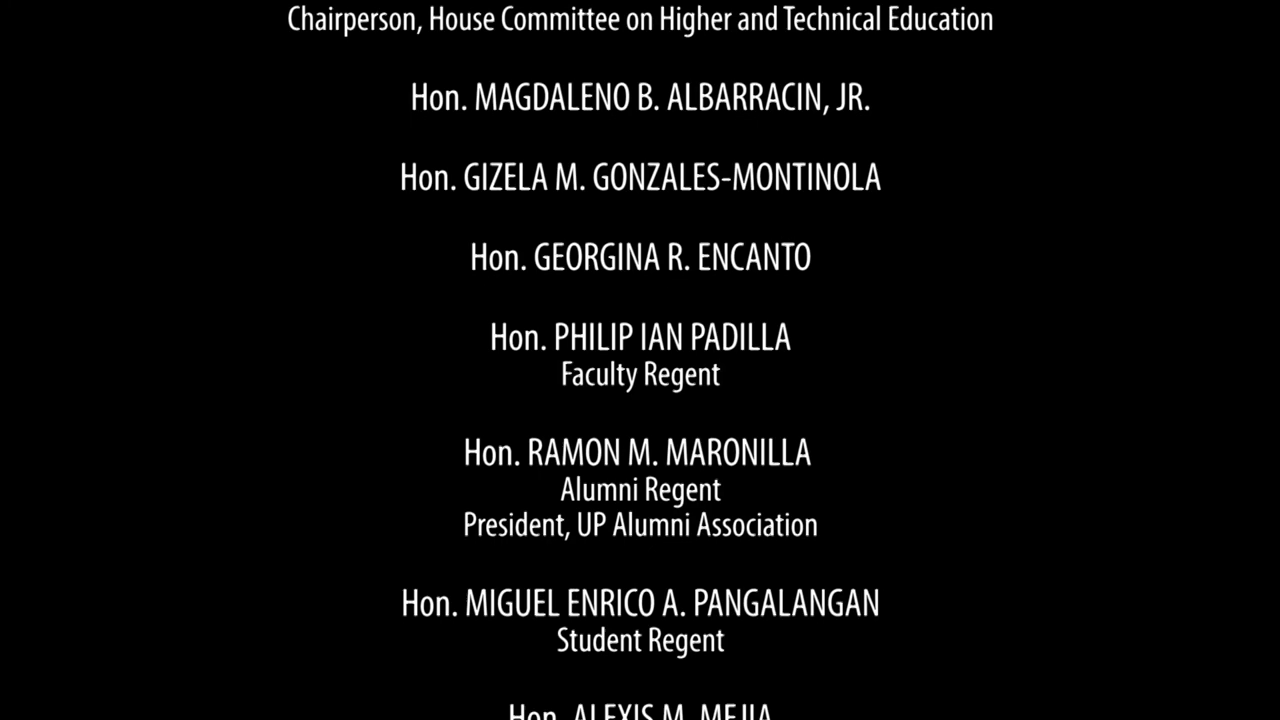 Chairperson, House Committee on Higher and Technical Education
Hon. MAGDALENO B. ALBARRACIN, JR.
Hon. GIZELA M. GONZALES-MONTINOLA
Hon. GEORGINA R. ENCANTO
Hon. PHILIP IAN PADILLA
Faculty Regent
Hon. RAMON M. MARONILLA
Alumni Regent
President, UP Alumni Association
Hon. MIGUEL ENRICO A. PANGALANGAN
Student Regent
Hon. ALEXIS M. MEJIA